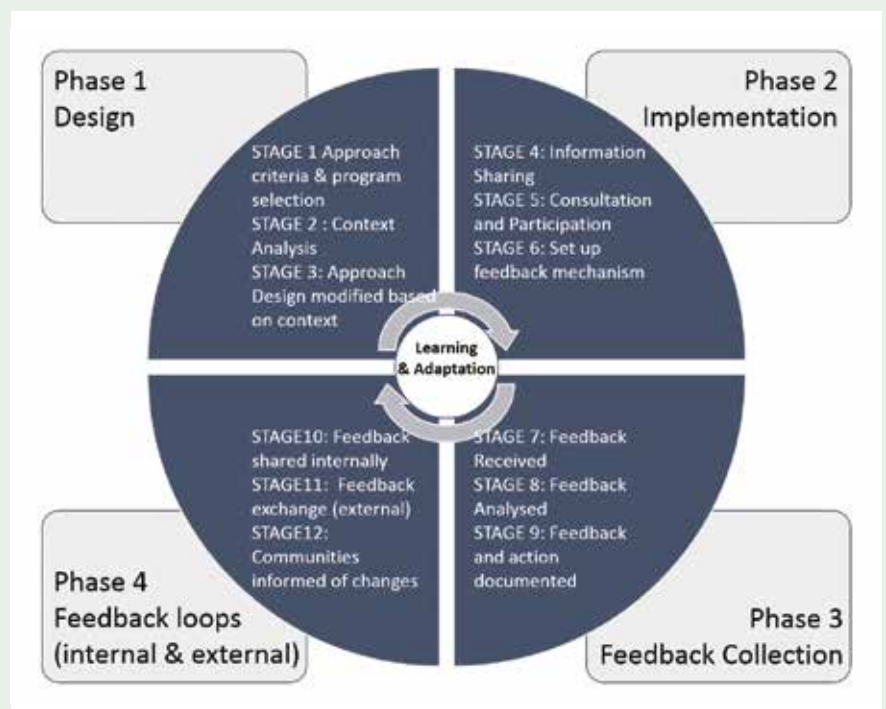 Phase 1
Design
STAGE 1 Approach
criteria & program
selection
STAGE 2 : Context
Analysis
STAGE 3: Approach
Design modified based
on context
Phase 2
Implementation
STAGE 4: Information
Sharing
STAGE 5: Consultation
and Participation
STAGE 6: Set up
feedback mechanism
Learning
& Adaptation
STAGE 7: Feedback
Received
STAGE 8: Feedback
Analysed
STAGE 9: Feedback
and action
documented
Phase 3
Feedback Collection
STAGE10: Feedback
shared internally
STAGE11:  Feedback
exchange (external)
STAGE12:
Communities
informed of changes
Phase 4
Feedback loops
(internal & external)